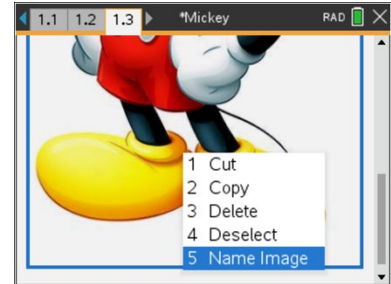 1.1 1.2 1.3 *Mickey RAD
1 Cut
2 Copy
3 Delete
4 Deselect
5 Name Image